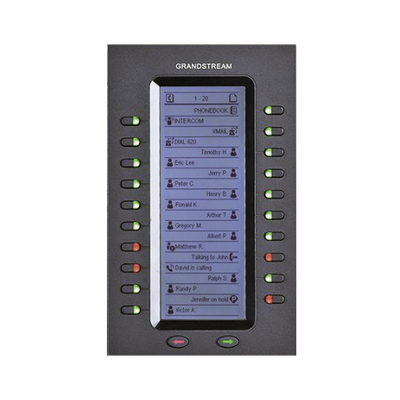 GRANDSTREAM
1 - 20
PHONEBOOK
INTERCOM
VMAIL
DIAL 620
Timothy H.
Eric Lee
Jerry P.
Peter C.
Henry B.
Ronald K.
Arthur T.
Gregory M.
Albert P.
Matthew R.
Talking to John
David is calling
Ralph S.
Randy P.
Jennifer on hold
Victor X.